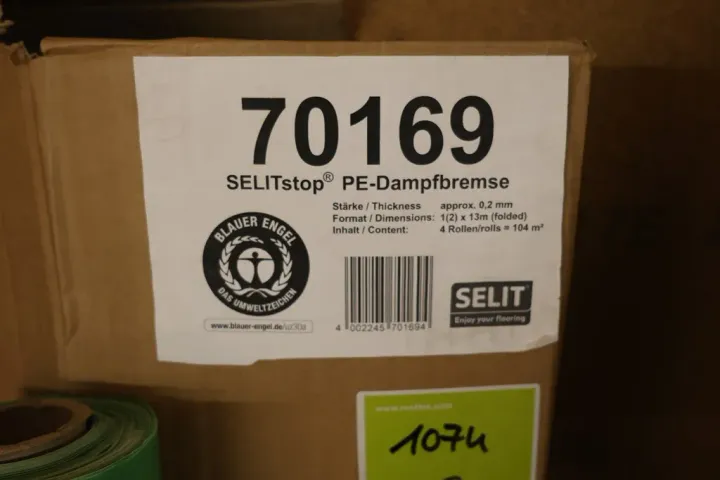 70169
SELITstop® PE-Dampfbremse
Stärke / Thickness approx. 0,2 mm
Format / Dimensions: 1(2) x 13m (folded)
Inhalt / Content: 4 Rollen/rolls = 104 m²
BLAUER ENGEL
DAS UMWELTZEICHEN
www.blauer-engel.de/uz30a
4 002245 701694
SELIT®
Enjoy your flooring
1074